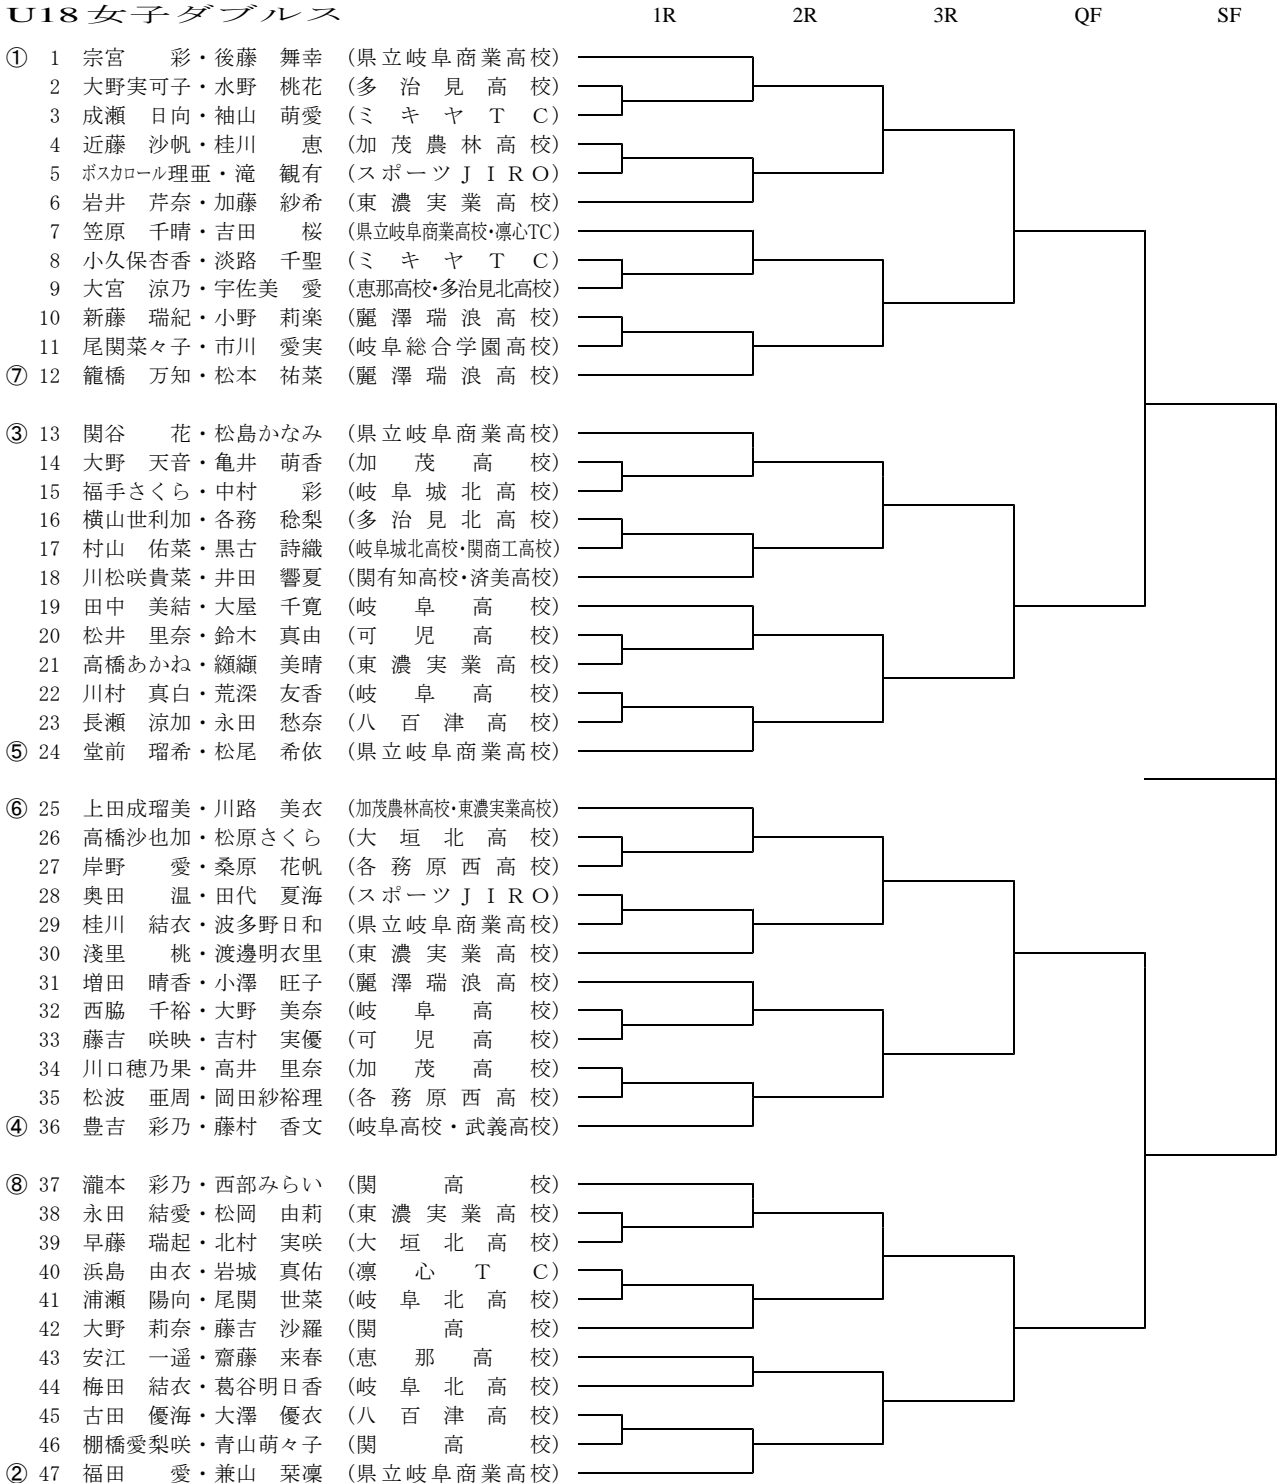 U18女子ダブルス 1R 2R 3R QF SF
① 1 宗宮　彩・後藤　舞幸 (県立岐阜商業高校)
2 大野実可子・水野　桃花 (多治見高校)
3 成瀬　日向・袖山　萌愛 (ミキヤTC)
4 近藤　沙帆・桂川　恵 (加茂農林高校)
5 ボスカロール理亜・滝　観有 (スポーツJIRO)
6 岩井　芹奈・加藤　紗希 (東濃実業高校)
7 笠原　千晴・吉田　桜 (県立岐阜商業高校・凛心TC)
8 小久保杏香・淡路　千聖 (ミキヤTC)
9 大宮　涼乃・宇佐美　愛 (恵那高校・多治見北高校)
10 新藤　瑞紀・小野　莉楽 (麗澤瑞浪高校)
11 尾関菜々子・市川　愛実 (岐阜総合学園高校)
⑦ 12 籠橋　万知・松本　祐菜 (麗澤瑞浪高校)
③ 13 関谷　花・松島かなみ (県立岐阜商業高校)
14 大野　天音・亀井　萌香 (加茂高校)
15 福手さくら・中村　彩 (岐阜城北高校)
16 横山世利加・各務　稔梨 (多治見北高校)
17 村山　佑菜・黒古　詩織 (岐阜城北高校・関商工高校)
18 川松咲貴菜・井田　響夏 (関有知高校・済美高校)
19 田中　美結・大屋　千寛 (岐阜高校)
20 松井　里奈・鈴木　真由 (可児高校)
21 高橋あかね・纐纈　美晴 (東濃実業高校)
22 川村　真白・荒深　友香 (岐阜高校)
23 長瀬　涼加・永田　愁奈 (八百津高校)
⑤ 24 堂前　瑠希・松尾　希依 (県立岐阜商業高校)
⑥ 25 上田成瑠美・川路　美衣 (加茂農林高校・東濃実業高校)
26 高橋沙也加・松原さくら (大垣北高校)
27 岸野　愛・桑原　花帆 (各務原西高校)
28 奥田　温・田代　夏海 (スポーツJIRO)
29 桂川　結衣・波多野日和 (県立岐阜商業高校)
30 淺里　桃・渡邊明衣里 (東濃実業高校)
31 増田　晴香・小澤　旺子 (麗澤瑞浪高校)
32 西脇　千裕・大野　美奈 (岐阜高校)
33 藤吉　咲映・吉村　実優 (可児高校)
34 川口穂乃果・高井　里奈 (加茂高校)
35 松波　亜周・岡田紗裕理 (各務原西高校)
④ 36 豊吉　彩乃・藤村　香文 (岐阜高校・武義高校)
⑧ 37 瀧本　彩乃・西部みらい (関高校)
38 永田　結愛・松岡　由莉 (東濃実業高校)
39 早藤　瑞起・北村　実咲 (大垣北高校)
40 浜島　由衣・岩城　真佑 (凛心TC)
41 浦瀬　陽向・尾関　世菜 (岐阜北高校)
42 大野　莉奈・藤吉　沙羅 (関高校)
43 安江　一遥・齋藤　来春 (恵那高校)
44 梅田　結衣・葛谷明日香 (岐阜北高校)
45 古田　優海・大澤　優衣 (八百津高校)
46 棚橋愛梨咲・青山萌々子 (関高校)
② 47 福田　愛・兼山　栞凜 (県立岐阜商業高校)